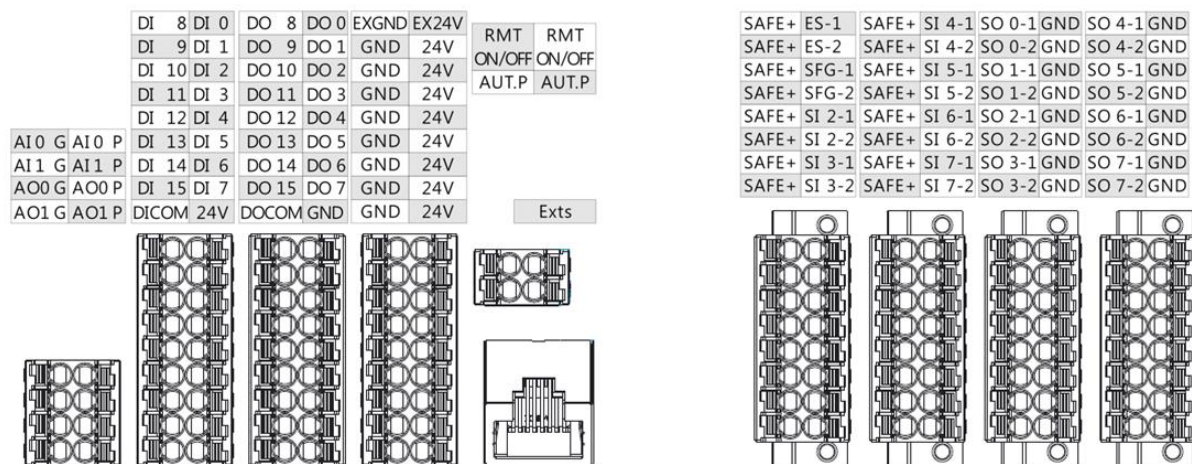 DI 8 DI 0 DO 8 DO 0 EXGND EX24V
DI 9 DI 1 DO 9 DO 1 GND 24V
DI 10 DI 2 DO 10 DO 2 GND 24V
DI 11 DI 3 DO 11 DO 3 GND 24V
DI 12 DI 4 DO 12 DO 4 GND 24V
AI0 G AI0 P DI 13 DI 5 DO 13 DO 5 GND 24V
AI1 G AI1 P DI 14 DI 6 DO 14 DO 6 GND 24V
AO0 G AO0 P DI 15 DI 7 DO 15 DO 7 GND 24V
AO1 G AO1 P DICOM 24V DOCOM GND GND 24V
RMT RMT
ON/OFF ON/OFF
AUT.P AUT.P
Exts
SAFE+ ES-1 SAFE+ SI 4-1 SO 0-1 GND SO 4-1 GND
SAFE+ ES-2 SAFE+ SI 4-2 SO 0-2 GND SO 4-2 GND
SAFE+ SFG-1 SAFE+ SI 5-1 SO 1-1 GND SO 5-1 GND
SAFE+ SFG-2 SAFE+ SI 5-2 SO 1-2 GND SO 5-2 GND
SAFE+ SI 2-1 SAFE+ SI 6-1 SO 2-1 GND SO 6-1 GND
SAFE+ SI 2-2 SAFE+ SI 6-2 SO 2-2 GND SO 6-2 GND
SAFE+ SI 3-1 SAFE+ SI 7-1 SO 3-1 GND SO 7-1 GND
SAFE+ SI 3-2 SAFE+ SI 7-2 SO 3-2 GND SO 7-2 GND